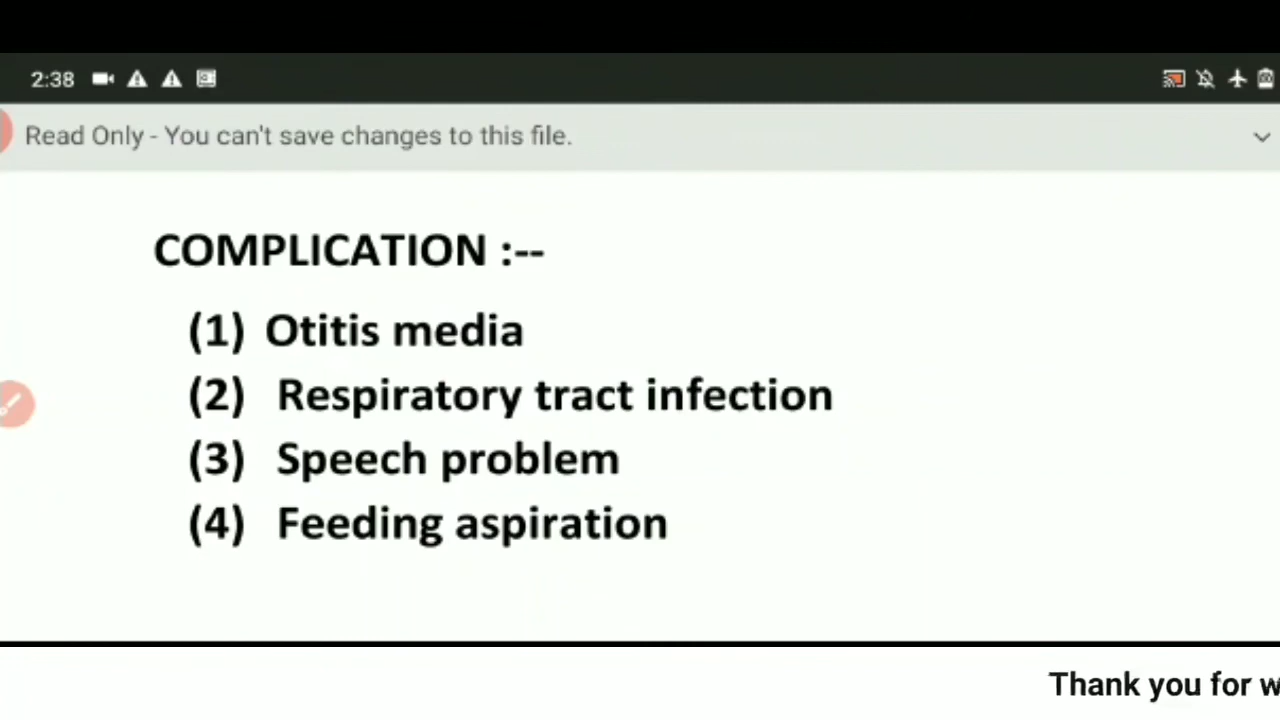 2:38
Read Only - You can't save changes to this file.
COMPLICATION :--
(1) Otitis media
(2) Respiratory tract infection
(3) Speech problem
(4) Feeding aspiration
Thank you for